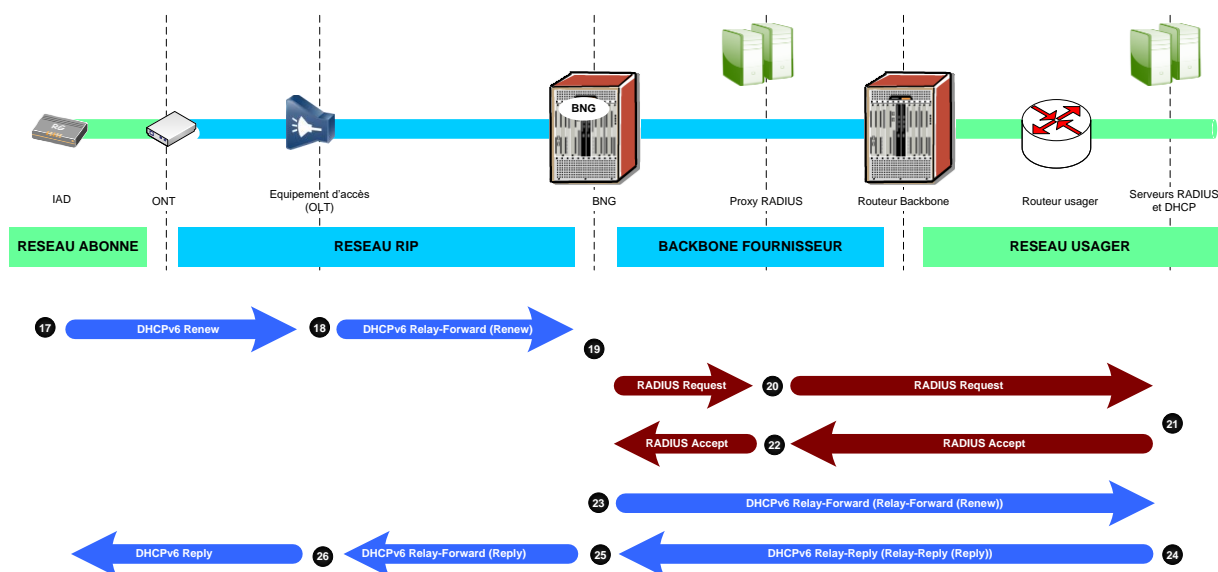 BNG
RG
IAD
ONT
Equipement d'accès
(OLT)
BNG
Proxy RADIUS
Routeur Backbone
Routeur usager
Serveurs RADIUS
et DHCP
RESEAU ABONNE
RESEAU RIP
BACKBONE FOURNISSEUR
RESEAU USAGER
17
DHCPv6 Renew
18
DHCPv6 Relay-Forward (Renew)
19
RADIUS Request
20
RADIUS Request
21
RADIUS Accept
22
RADIUS Accept
23
DHCPv6 Relay-Forward (Relay-Forward (Renew))
DHCPv6 Reply
26
DHCPv6 Relay-Forward (Reply)
25
DHCPv6 Relay-Reply (Relay-Reply (Reply))
24